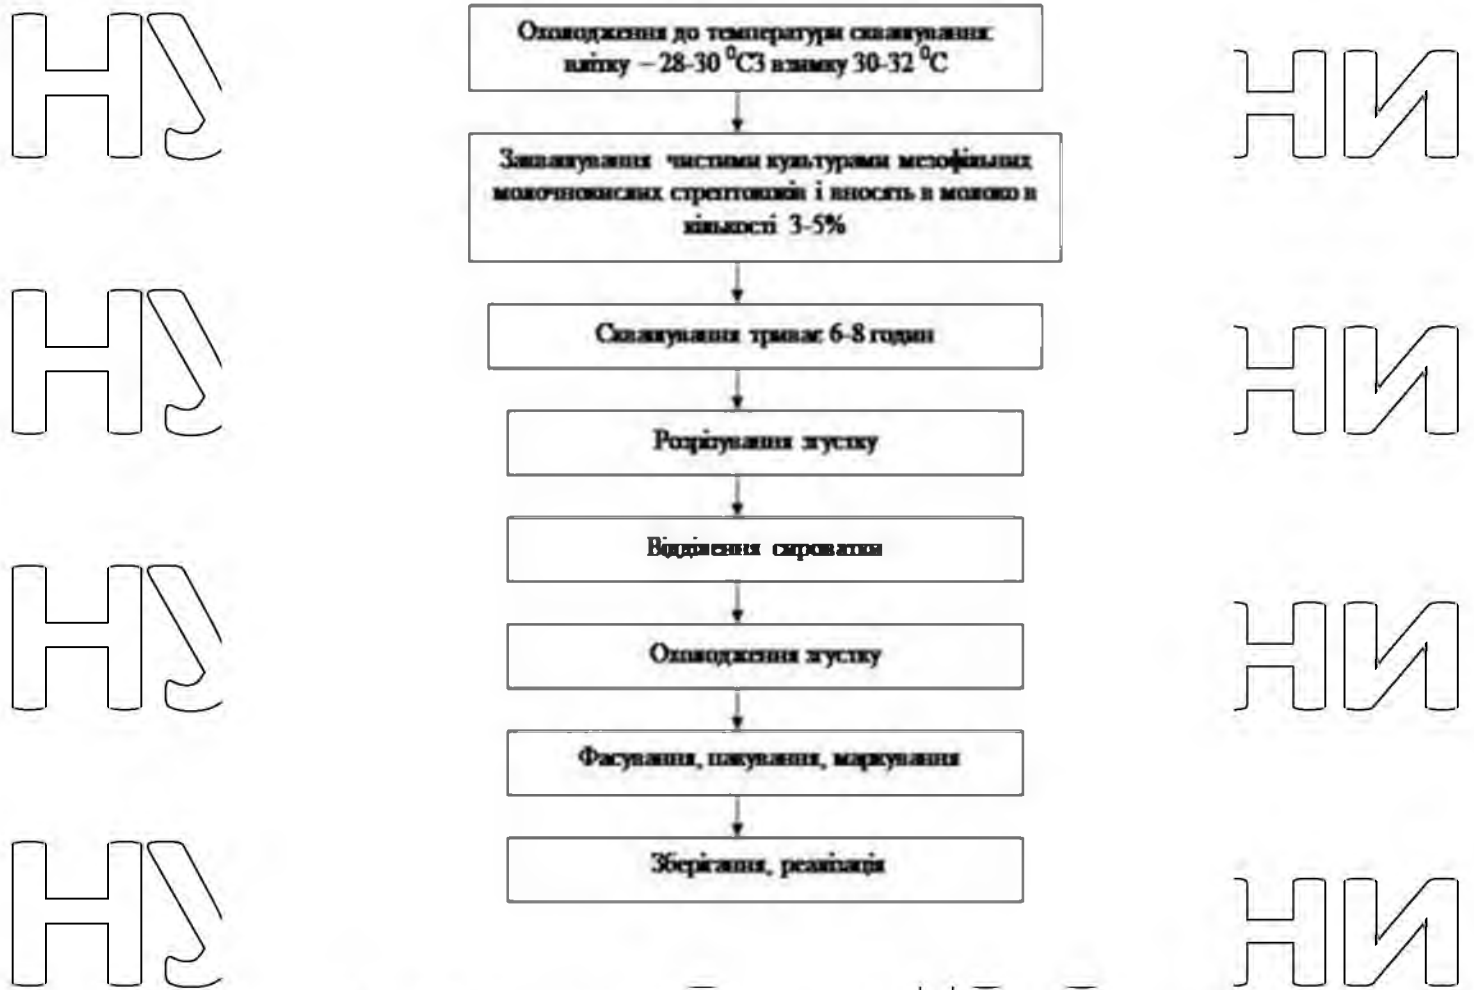 Охолодження до температури сквашування:
влітку – 28-30 ⁰С3 взимку 30-32 ⁰С
Заквашування чистими культурами мезофільних
молочнокислих стрептококів і вносять в молоко в
кількості 3-5%
Сквашування триває 6-8 годин
Розрізування згустку
Відділення сироватки
Охолодження згустку
Фасування, пакування, маркування
Зберігання, реалізація
НУ
НИ
НУ
НИ
НУ
НИ
НУ
НИ